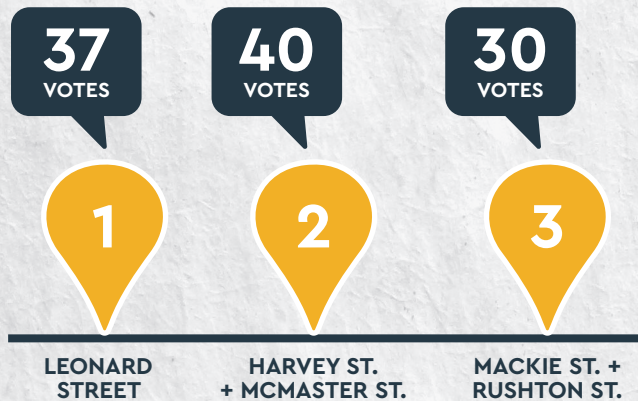 37
VOTES
40
VOTES
30
VOTES
1
2
3
LEONARD
STREET
HARVEY ST.
+ MCMASTER ST.
MACKIE ST. +
RUSHTON ST.